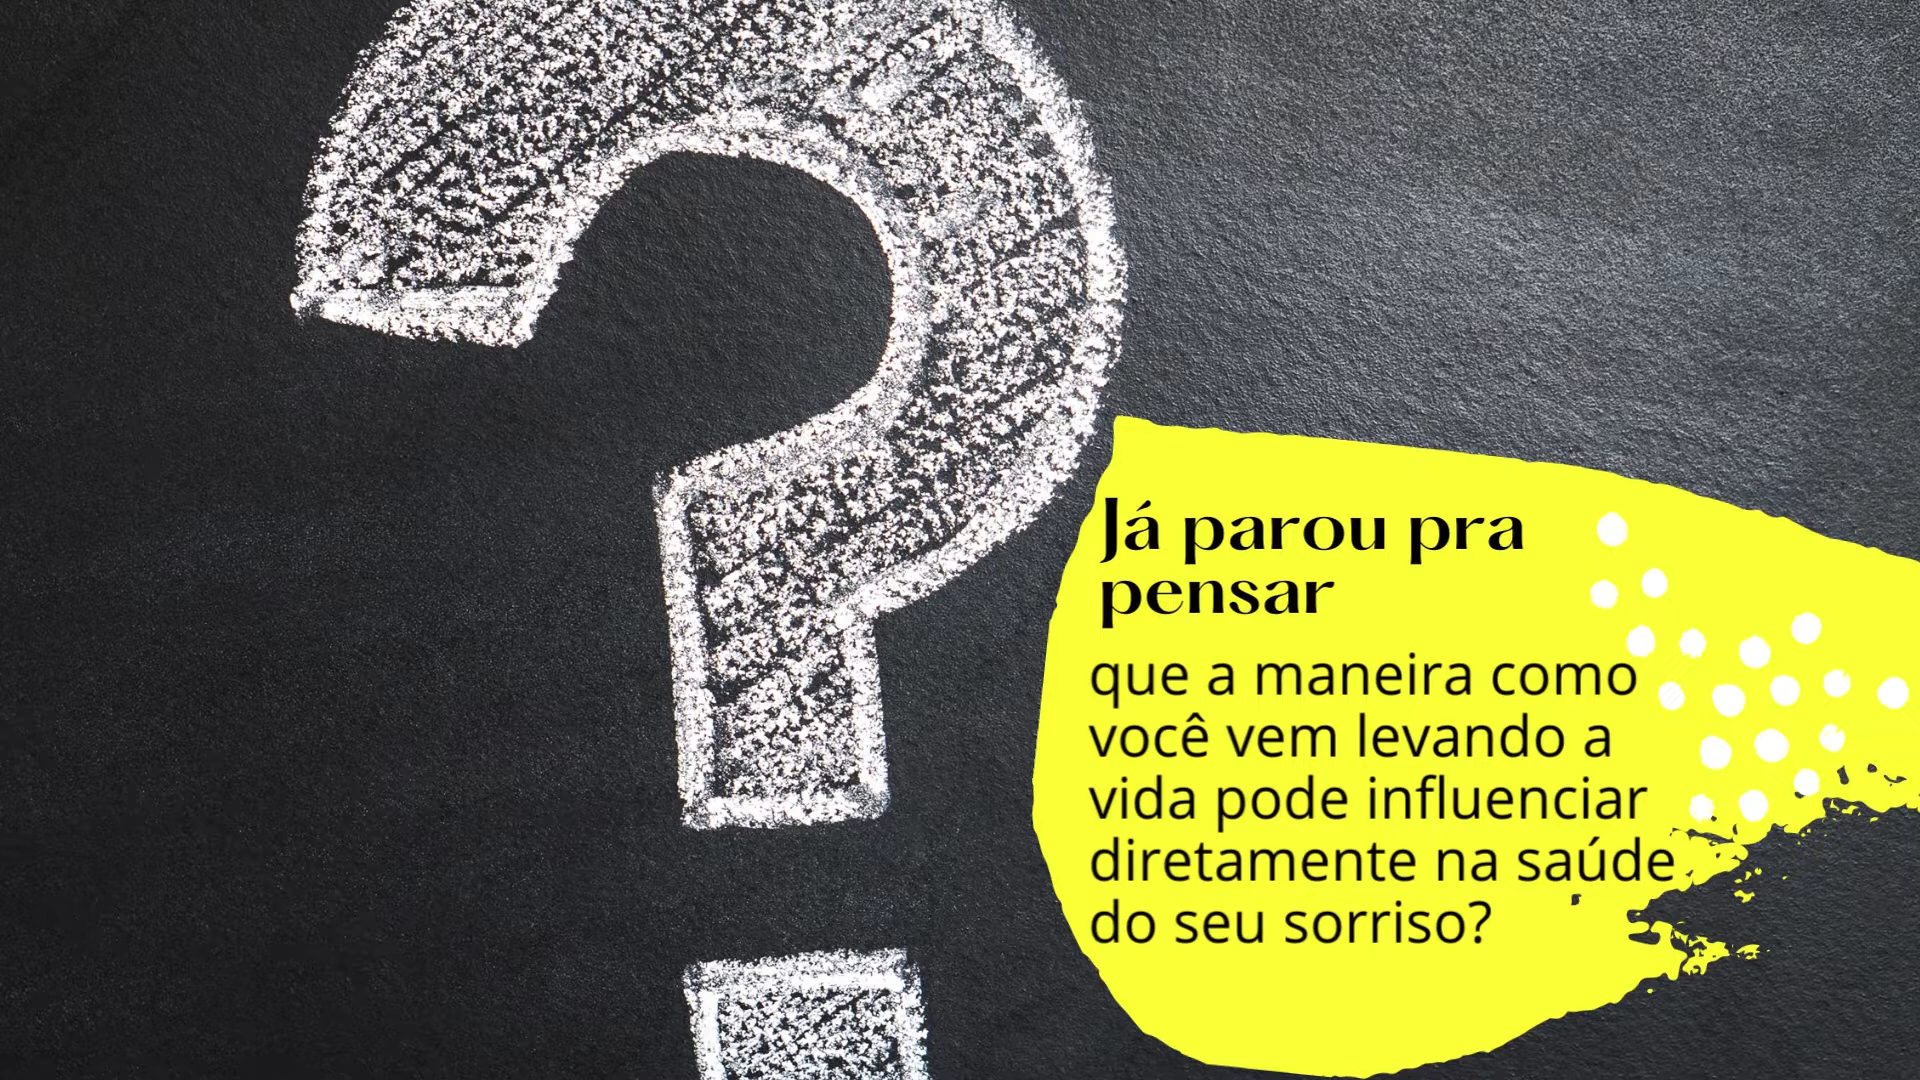 Já parou pra
pensar
que a maneira como
você vem levando a
vida pode influenciar
diretamente na saúde
do seu sorriso?